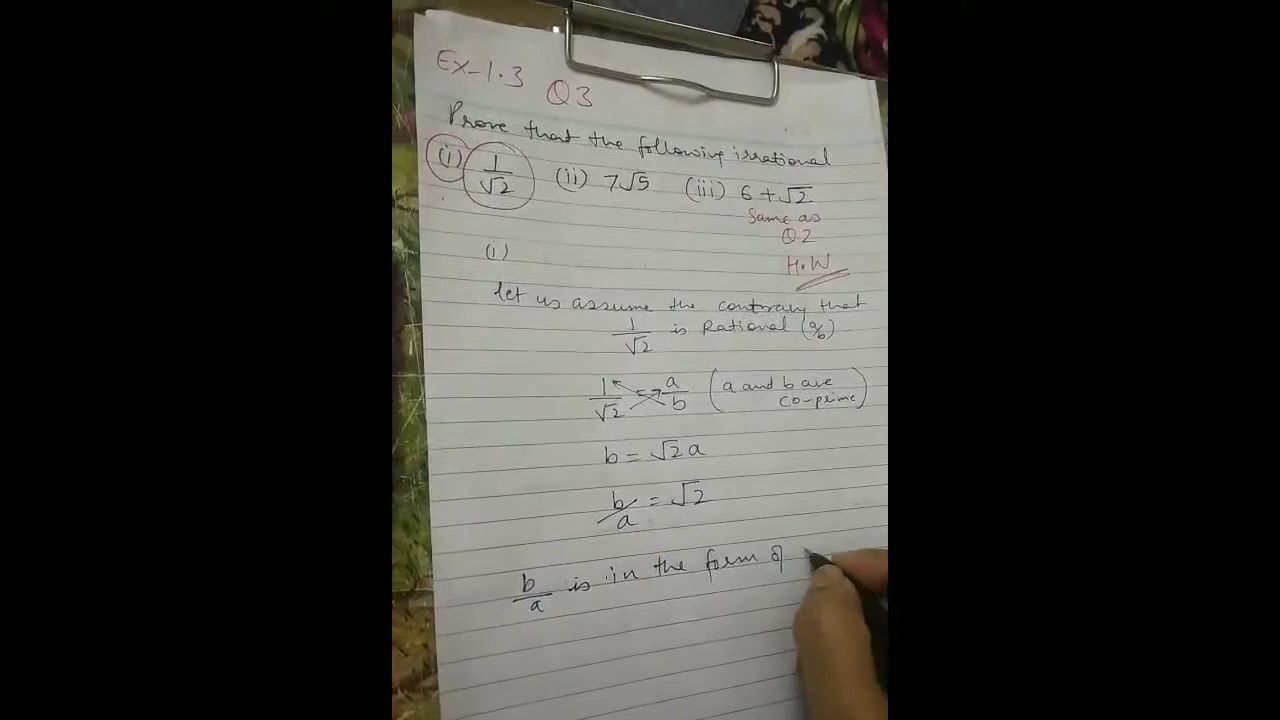 Ex-1.3 Q3
Prove that the following irrational
(i) 1/√2 (ii) 7√5 (iii) 6+√2
Same as
Q2
H.W
(i)
let us assume the contrary that
1/√2 is Rational (a/b)
1/√2 = a/b (a and b are
co-prime)
b = √2a
b/a = √2
b/a is in the form of